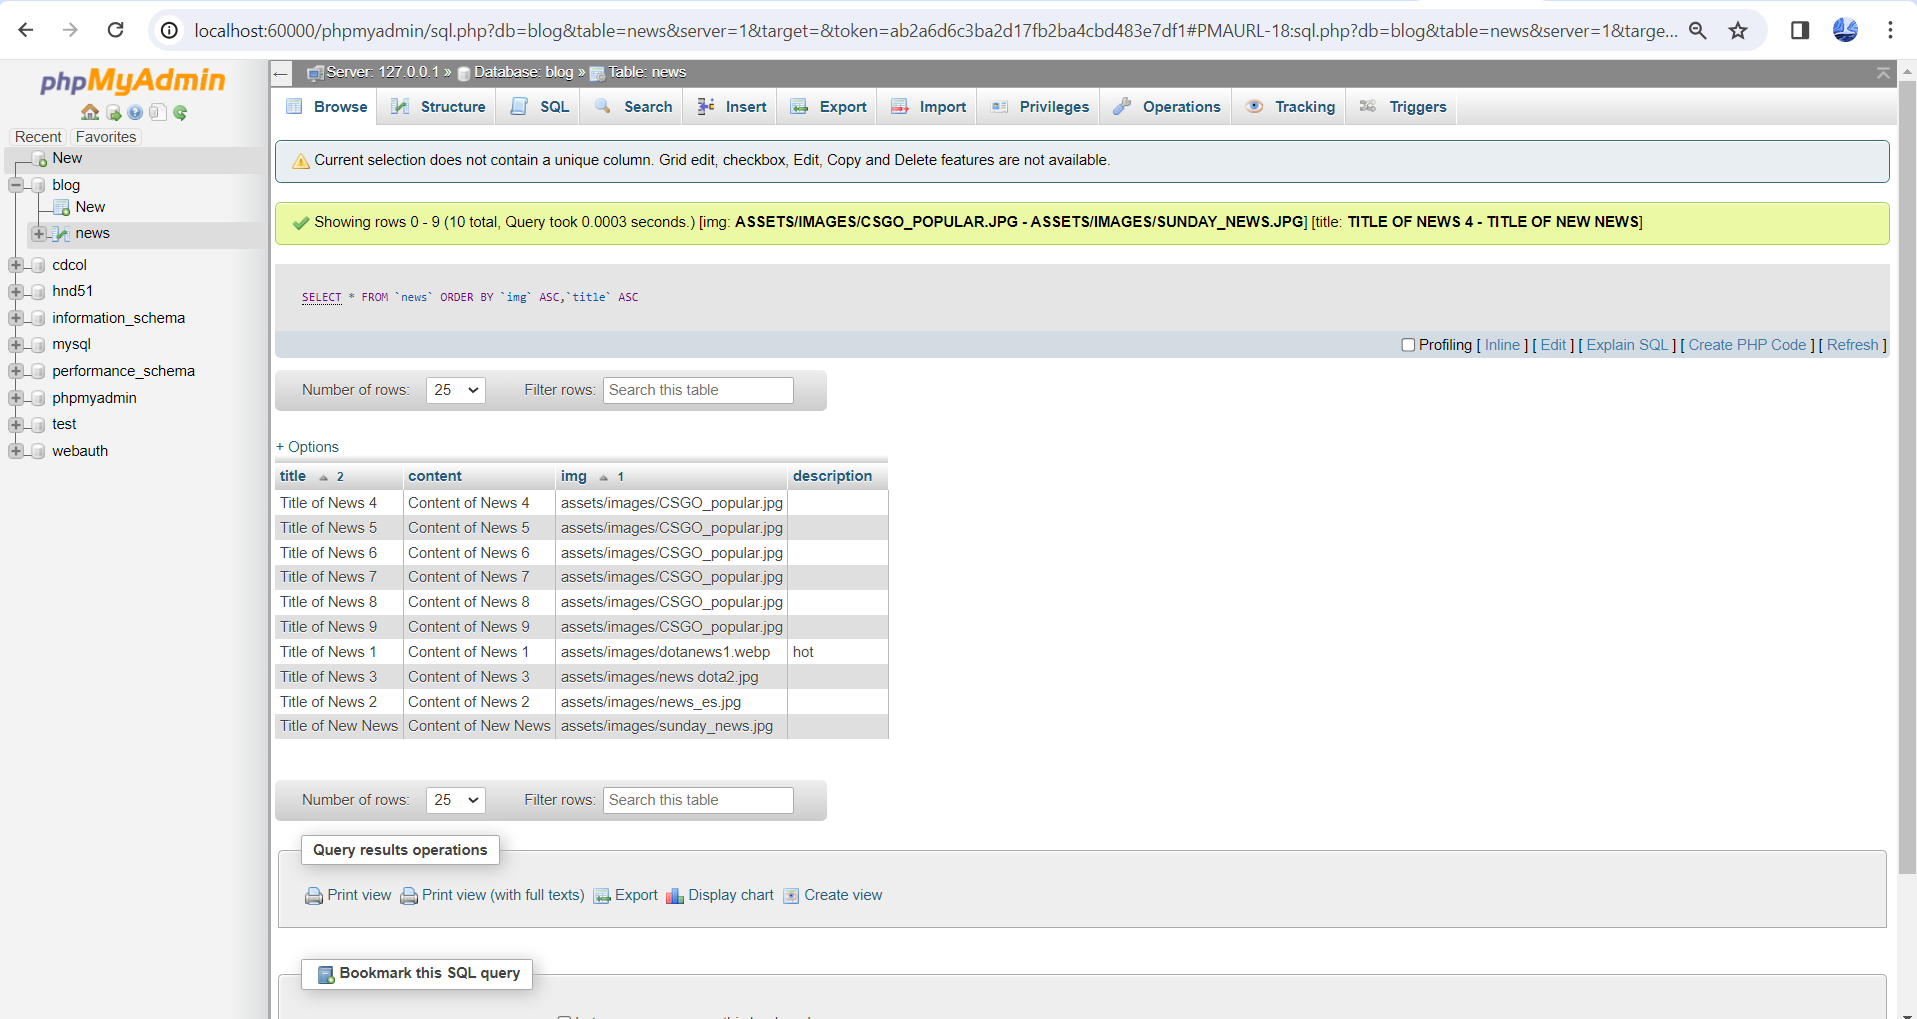 localhost:60000/phpmyadmin/sql.php?db=blog&table=news&server=1&target=&token=ab2a6d6c3ba2d17fb2ba4cbd483e7df1#PMAURL-18:sql.php?db=blog&table=news&server=1&targe...
phpMyAdmin
Recent Favorites
New
blog
New
news
cdcol
hnd51
information_schema
mysql
performance_schema
phpmyadmin
test
webauth
Server: 127.0.0.1 » Database: blog » Table: news
Browse Structure SQL Search Insert Export Import Privileges Operations Tracking Triggers
Current selection does not contain a unique column. Grid edit, checkbox, Edit, Copy and Delete features are not available.
Showing rows 0 - 9 (10 total, Query took 0.0003 seconds.) [img: ASSETS/IMAGES/CSGO_POPULAR.JPG - ASSETS/IMAGES/SUNDAY_NEWS.JPG] [title: TITLE OF NEWS 4 - TITLE OF NEW NEWS]
SELECT * FROM `news` ORDER BY `img` ASC,`title` ASC
Profiling [ Inline ] [ Edit ] [ Explain SQL ] [ Create PHP Code ] [ Refresh ]
Number of rows: 25 Filter rows: Search this table
+ Options
title 2 content img 1 description
Title of News 4 Content of News 4 assets/images/CSGO_popular.jpg
Title of News 5 Content of News 5 assets/images/CSGO_popular.jpg
Title of News 6 Content of News 6 assets/images/CSGO_popular.jpg
Title of News 7 Content of News 7 assets/images/CSGO_popular.jpg
Title of News 8 Content of News 8 assets/images/CSGO_popular.jpg
Title of News 9 Content of News 9 assets/images/CSGO_popular.jpg
Title of News 1 Content of News 1 assets/images/dotanews1.webp hot
Title of News 3 Content of News 3 assets/images/news dota2.jpg
Title of News 2 Content of News 2 assets/images/news_es.jpg
Title of New News Content of New News assets/images/sunday_news.jpg
Number of rows: 25 Filter rows: Search this table
Query results operations
Print view Print view (with full texts) Export Display chart Create view
Bookmark this SQL query